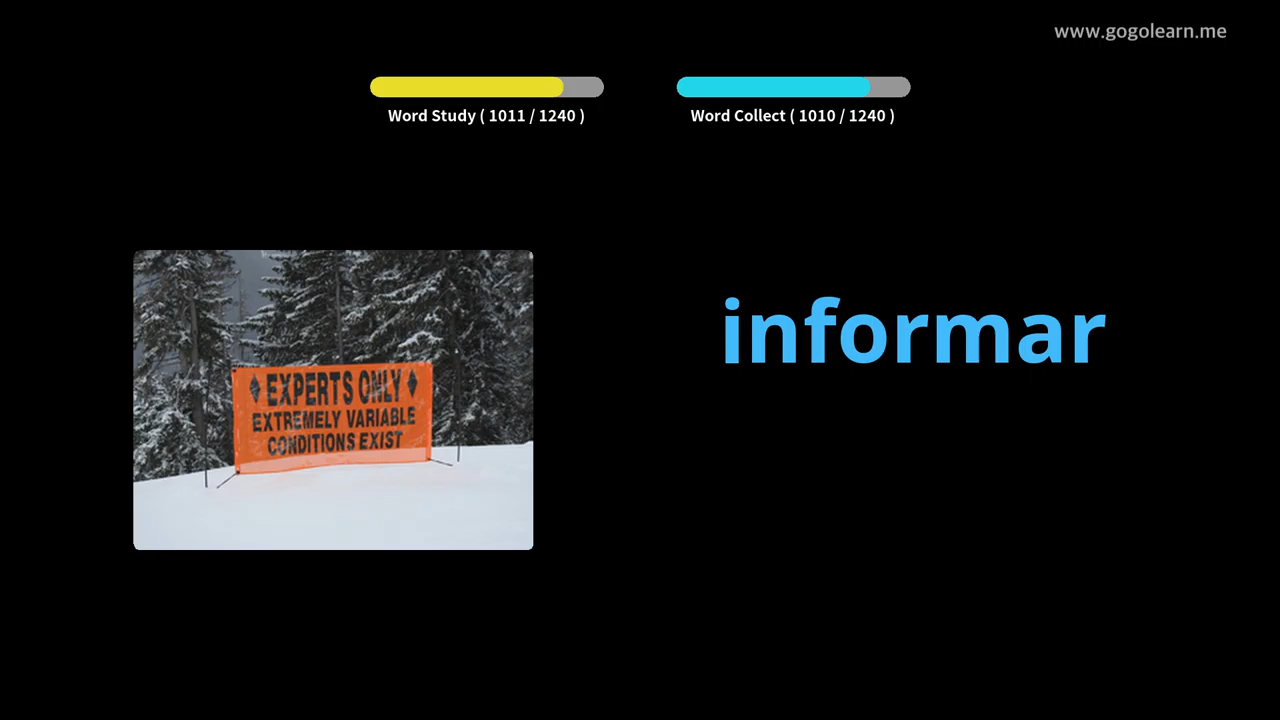 www.gogolearn.me
Word Study ( 1011 / 1240 )
Word Collect ( 1010 / 1240 )
EXPERTS ONLY
EXTREMELY VARIABLE
CONDITIONS EXIST
informar